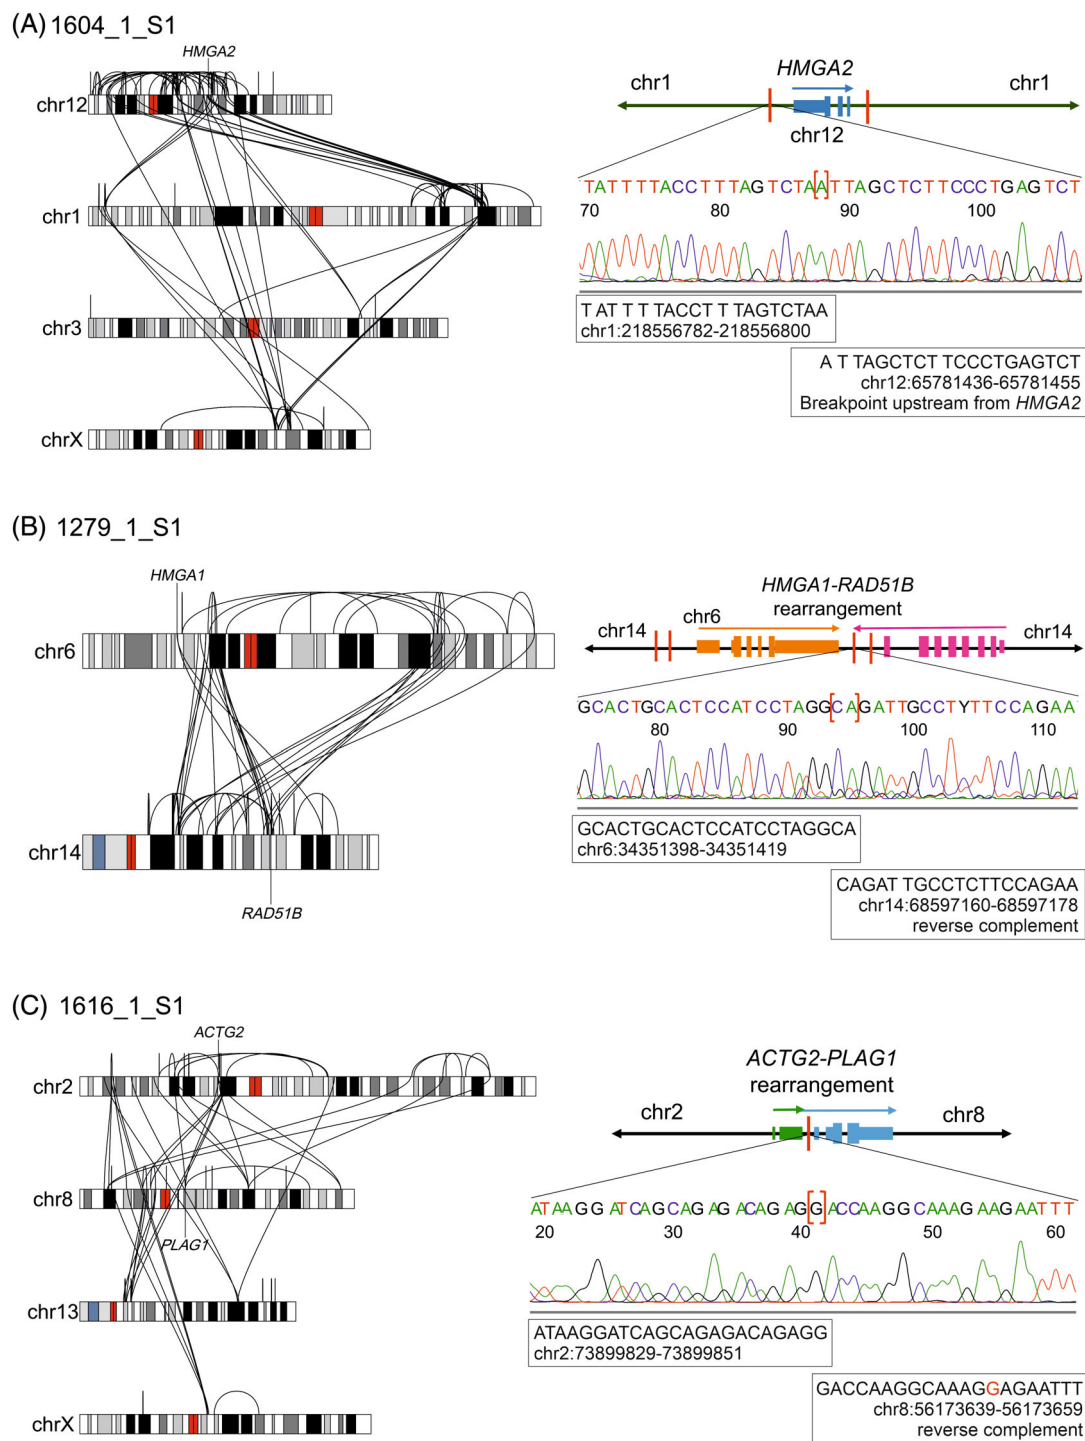 (A) 1604_1_S1
HMGA2
chr12
chr1
chr3
chrX
HMGA2
chr1
chr1
chr12
TATTTTACCTTTAGTCTA[A]TTAGCTCTTCCCTGAGTCT
70 80 90 100
TATTTTACCTTTAGTCTAA
chr1:218556782-218556800
ATTAGCTCTTCCCTGAGTCT
chr12:65781436-65781455
Breakpoint upstream from HMGA2
(B) 1279_1_S1
HMGA1
chr6
chr14
RAD51B
HMGA1-RAD51B
rearrangement
chr14
chr6
chr14
GCACTGCACTCCATCCTAGG[CA]GATTGCCTYTTCCAGAA
80 90 100 110
GCACTGCACTCCATCCTAGGCA
chr6:34351398-34351419
CAGATTGCCTCTTCCAGAA
chr14:68597160-68597178
reverse complement
(C) 1616_1_S1
ACTG2
chr2
chr8
PLAG1
chr13
chrX
ACTG2-PLAG1
rearrangement
chr2
chr8
ATAAGGATCAGCAGAGACAGAG[G]ACCAAGGCAAAGAAGAATTT
20 30 40 50 60
ATAAGGATCAGCAGAGACAGAGG
chr2:73899829-73899851
GACCAAGGCAAAGGAGAATTT
chr8:56173639-56173659
reverse complement